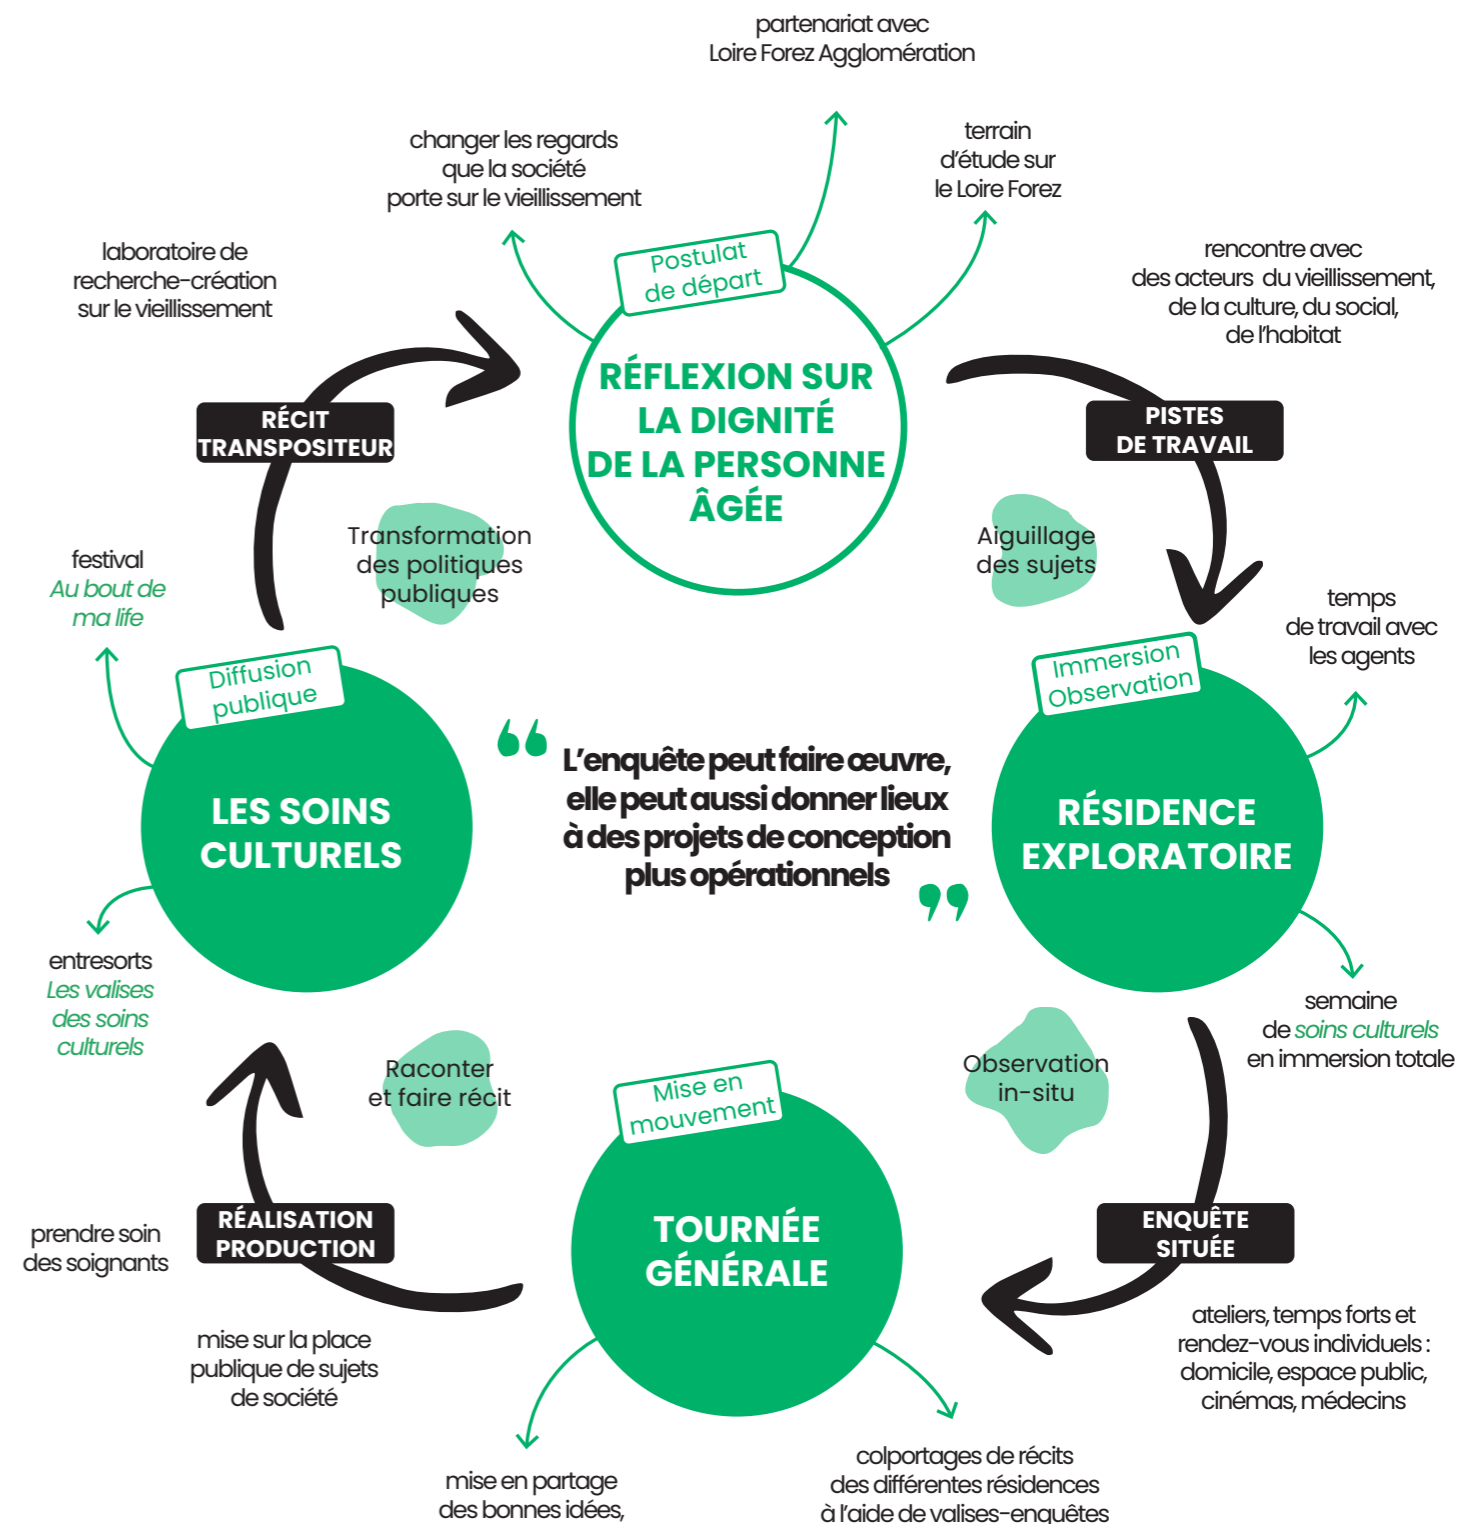 partenariat avec
Loire Forez Agglomération
changer les regards
que la société
porte sur le vieillissement
terrain
d'étude sur
le Loire Forez
laboratoire de
recherche-création
sur le vieillissement
rencontre avec
des acteurs du vieillissement,
de la culture, du social,
de l'habitat
Postulat
de départ
RÉFLEXION SUR
LA DIGNITÉ
DE LA PERSONNE
ÂGÉE
RÉCIT
TRANSPOSITEUR
PISTES
DE TRAVAIL
Transformation
des politiques
publiques
Aiguillage
des sujets
festival
Au bout de
ma life
temps
de travail avec
les agents
Diffusion
publique
LES SOINS
CULTURELS
“
L'enquête peut faire œuvre,
elle peut aussi donner lieux
à des projets de conception
plus opérationnels
”
Immersion
Observation
RÉSIDENCE
EXPLORATOIRE
entresorts
Les valises
des soins
culturels
semaine
de soins culturels
en immersion totale
Raconter
et faire récit
Observation
in-situ
Mise en
mouvement
TOURNÉE
GÉNÉRALE
RÉALISATION
PRODUCTION
ENQUÊTE
SITUÉE
prendre soin
des soignants
mise sur la place
publique de sujets
de société
ateliers, temps forts et
rendez-vous individuels :
domicile, espace public,
cinémas, médecins
mise en partage
des bonnes idées,
colportages de récits
des différentes résidences
à l'aide de valises-enquêtes